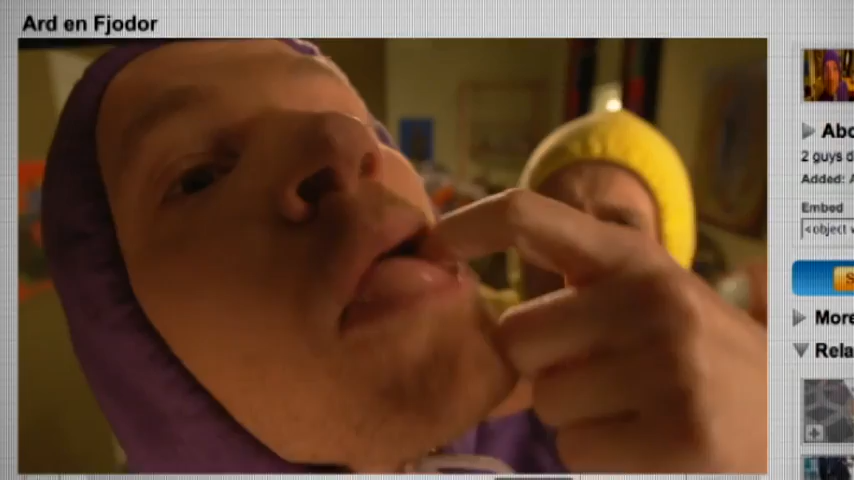 Ard en Fjodor
Abo
2 guys d
Added: A
Embed
<object w
S
More
Rela